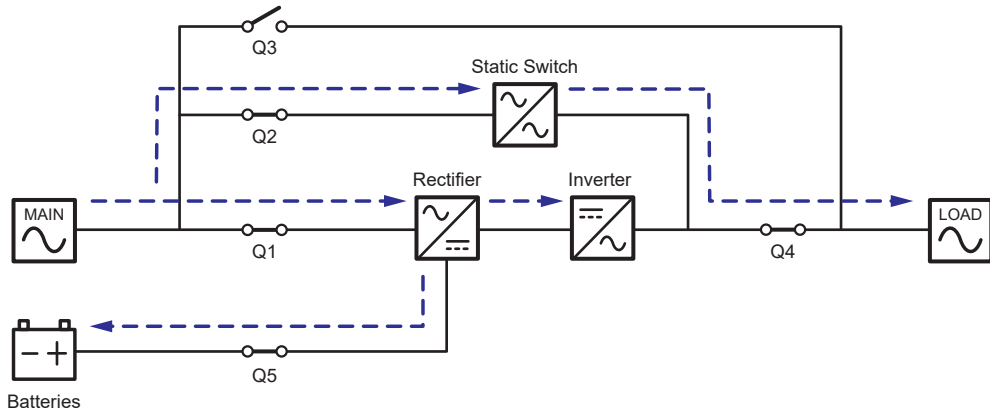 Q3
Static Switch
Q2
Rectifier
Inverter
MAIN
LOAD
Q1
Q4
Q5
Batteries